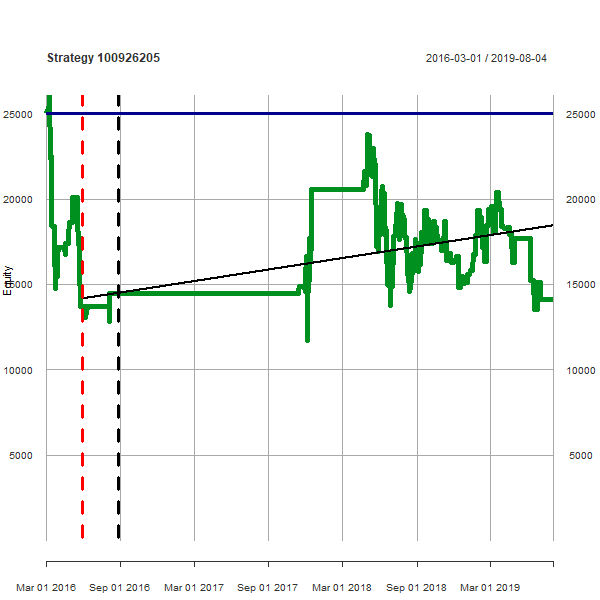 Strategy 100926205
2016-03-01 / 2019-08-04
25000
25000
20000
20000
Equity
15000
15000
10000
10000
5000
5000
Mar 01 2016
Sep 01 2016
Mar 01 2017
Sep 01 2017
Mar 01 2018
Sep 01 2018
Mar 01 2019